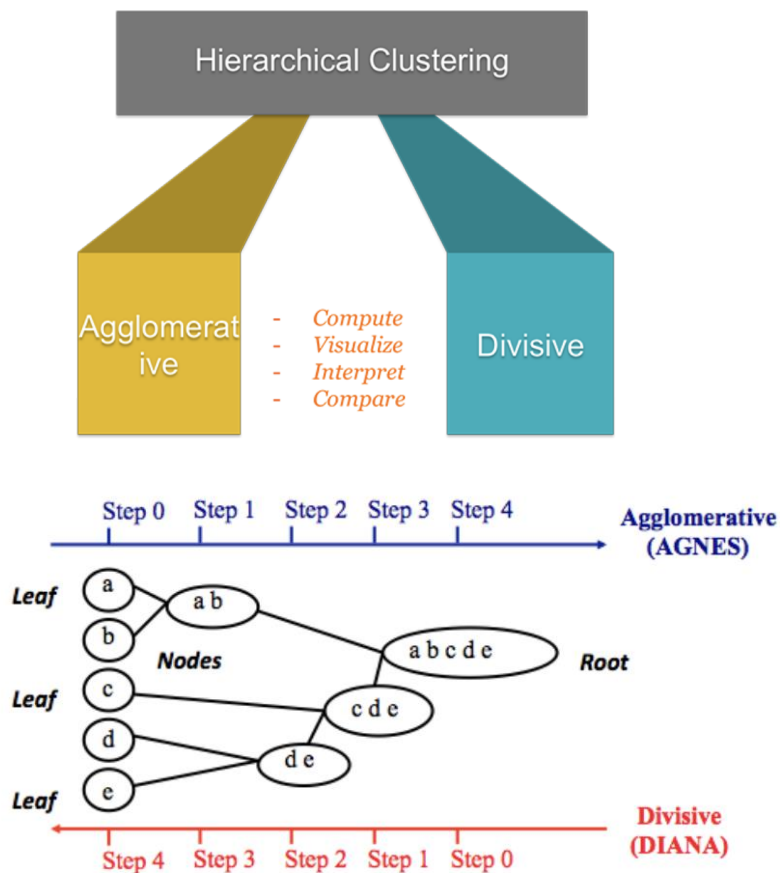 Hierarchical Clustering
Agglomerat
ive
- Compute
- Visualize
- Interpret
- Compare
Divisive
Step 0 Step 1 Step 2 Step 3 Step 4
Agglomerative
(AGNES)
Leaf a
a b
b
Nodes
a b c d e
Root
Leaf c
c d e
d
d e
Leaf e
Divisive
(DIANA)
Step 4 Step 3 Step 2 Step 1 Step 0